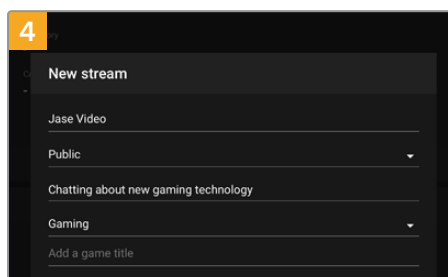 4
New stream
Jase Video
Public
Chatting about new gaming technology
Gaming
Add a game title